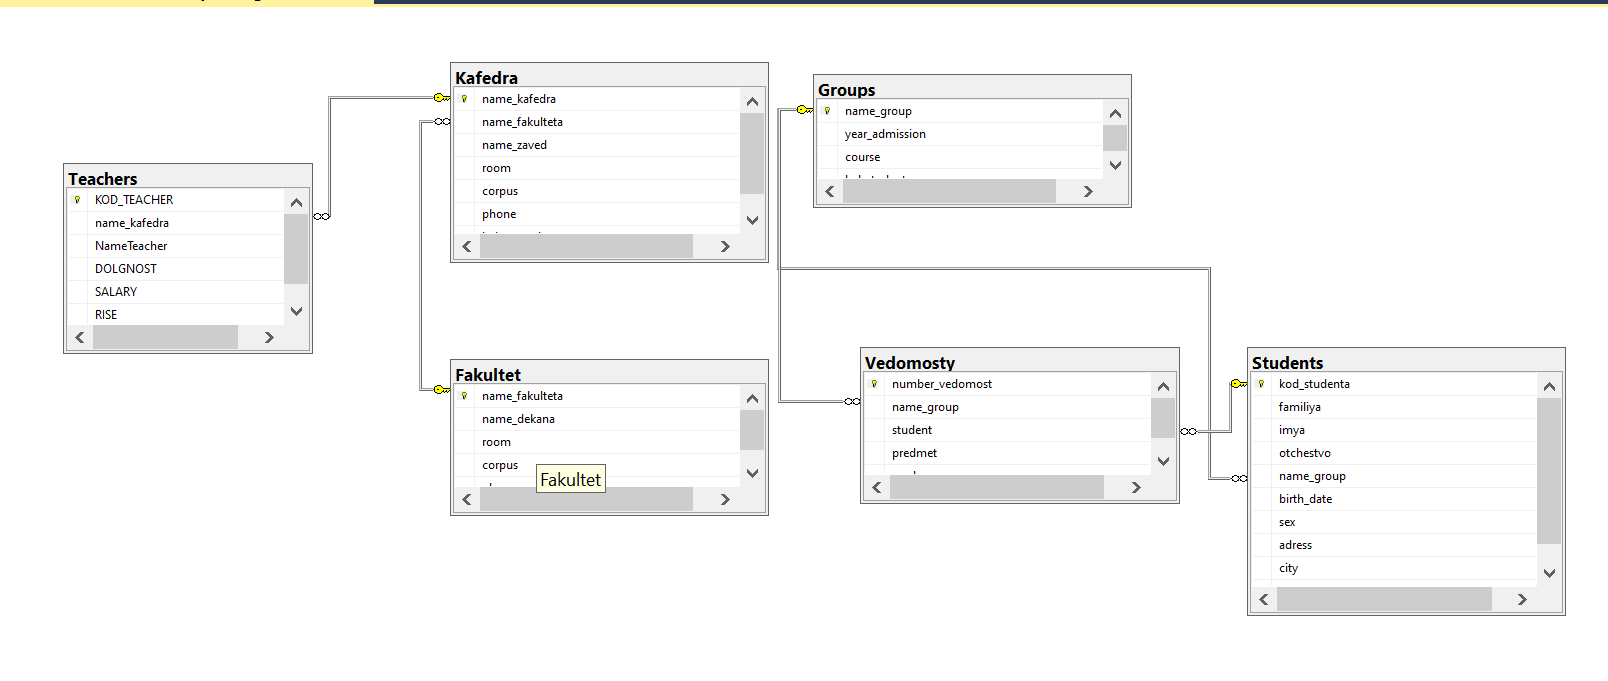 Teachers
KOD_TEACHER
name_kafedra
NameTeacher
DOLGNOST
SALARY
RISE
Kafedra
name_kafedra
name_fakulteta
name_zaved
room
corpus
phone
Fakultet
name_fakulteta
name_dekana
room
corpus
Fakultet
Groups
name_group
year_admission
course
Vedomosty
number_vedomost
name_group
student
predmet
Students
kod_studenta
familiya
imya
otchestvo
name_group
birth_date
sex
adress
city